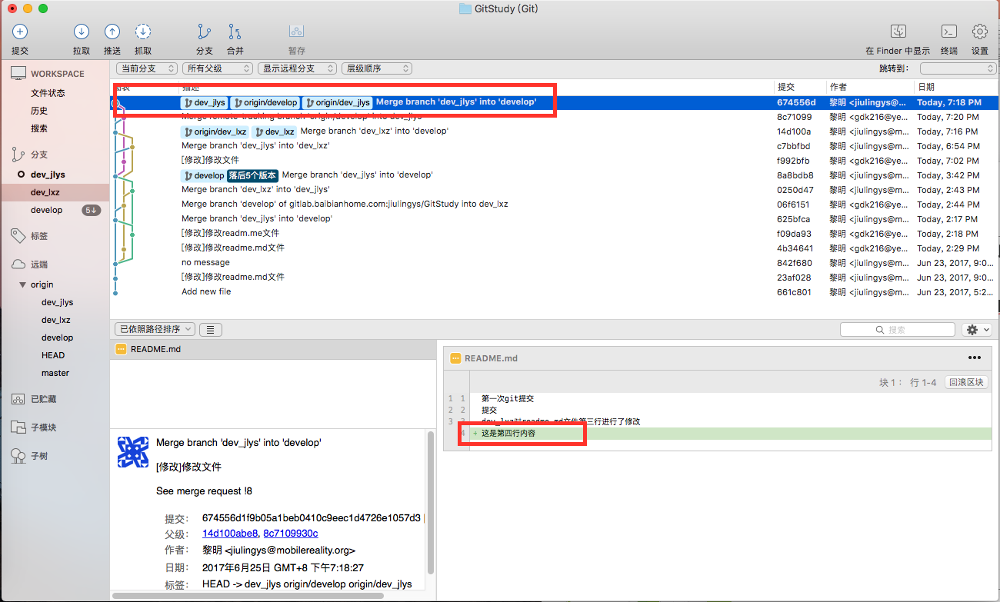 GitStudy (Git)
提交 拉取 推送 抓取 分支 合并 暂存 在 Finder 中显示 终端 设置
WORKSPACE
文件状态
历史
搜索
分支
dev_jlys
dev_lxz
develop 5↓
标签
远端
origin
dev_jlys
dev_lxz
develop
HEAD
master
已贮藏
子模块
子树
当前分支 所有父级 显示远程分支 层级顺序 跳转到：
描述 提交 作者 日期
dev_jlys origin/develop origin/dev_jlys Merge branch 'dev_jlys' into 'develop' 674556d 黎明 <jiulingys@... Today, 7:18 PM
Merge remote-tracking branch 'origin/develop' into dev_jlys 8c71099 黎明 <gdk216@ye... Today, 7:20 PM
origin/dev_lxz dev_lxz Merge branch 'dev_lxz' into 'develop' 14d100a 黎明 <jiulingys@m... Today, 7:16 PM
Merge branch 'dev_jlys' into 'dev_lxz' c7bbfbd 黎明 <jiulingys@m... Today, 6:54 PM
[修改]修改文件 f992bfb 黎明 <gdk216@ye... Today, 7:02 PM
develop 落后5个版本 Merge branch 'dev_jlys' into 'develop' 8a8bdb8 黎明 <jiulingys@m... Today, 3:42 PM
Merge branch 'dev_lxz' into 'dev_jlys' 0250d47 黎明 <jiulingys@m... Today, 2:43 PM
Merge branch 'develop' of gitlab.baibianhome.com:jiulingys/GitStudy into dev_lxz 06f6151 黎明 <gdk216@ye... Today, 2:44 PM
Merge branch 'dev_jlys' into 'develop' 625bfca 黎明 <jiulingys@m... Today, 2:17 PM
[修改]修改readm.me文件 f09da93 黎明 <gdk216@ye... Today, 2:18 PM
[修改]修改readme.md文件 4b34641 黎明 <gdk216@ye... Today, 2:29 PM
no message 842f680 黎明 <jiulingys@m... Jun 23, 2017, 9:0...
[修改]修改readme.md文件 23af028 黎明 <jiulingys@m... Jun 23, 2017, 9:0...
Add new file 661c801 黎明 <jiulingys@m... Jun 23, 2017, 5:2...
已依照路径排序 搜索
README.md
Merge branch 'dev_jlys' into 'develop'
[修改]修改文件
See merge request !8
提交： 674556d1f9b05a1beb0410c9eec1d4726e1057d3
父级： 14d100abe8, 8c7109930c
作者： 黎明 <jiulingys@mobilereality.org>
日期： 2017年6月25日 GMT+8 下午7:18:27
标签： HEAD -> dev_jlys origin/develop origin/dev_jlys
README.md •••
块 1： 行 1-4 回滚区块
1 1 第一次git提交
2 2 提交
3 3 dev_lxz对readme.md文件第三行进行了修改
4 + 这是第四行内容